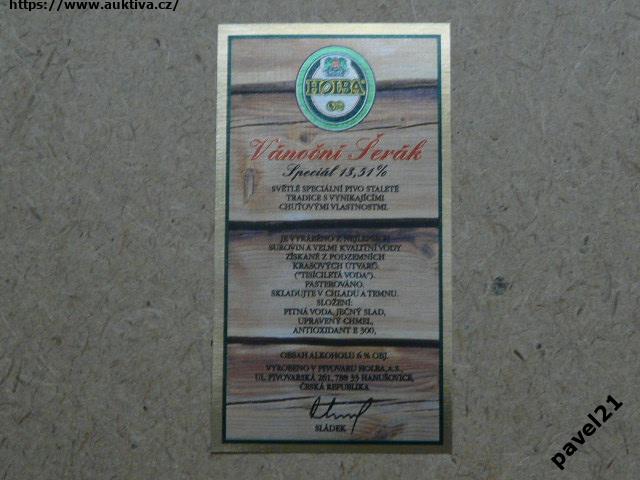 https://www.auktiva.cz/
HOLBA
Vánoční Šerák
Speciál 13,51%
SVĚTLÉ SPECIÁLNÍ PIVO STALETÉ
TRADICE S VYNIKAJÍCÍMI
CHUŤOVÝMI VLASTNOSTMI.
JE VYRÁBĚNO Z NEJLEPŠÍCH
SUROVIN A VELMI KVALITNÍ VODY
ZÍSKANÉ Z PODZEMNÍCH
KRASOVÝCH ÚTVARŮ.
("TISÍCILETÁ VODA").
PASTEROVÁNO.
SKLADUJTE V CHLADU A TEMNU.
SLOŽENÍ:
PITNÁ VODA, JEČNÝ SLAD,
UPRAVENÝ CHMEL,
ANTIOXIDANT E 300,
OBSAH ALKOHOLU 6 % OBJ.
VYROBENO V PIVOVARU HOLBA, A.S.,
UL. PIVOVARSKÁ 261, 788 33 HANUŠOVICE,
ČESKÁ REPUBLIKA
SLÁDEK
pavel21